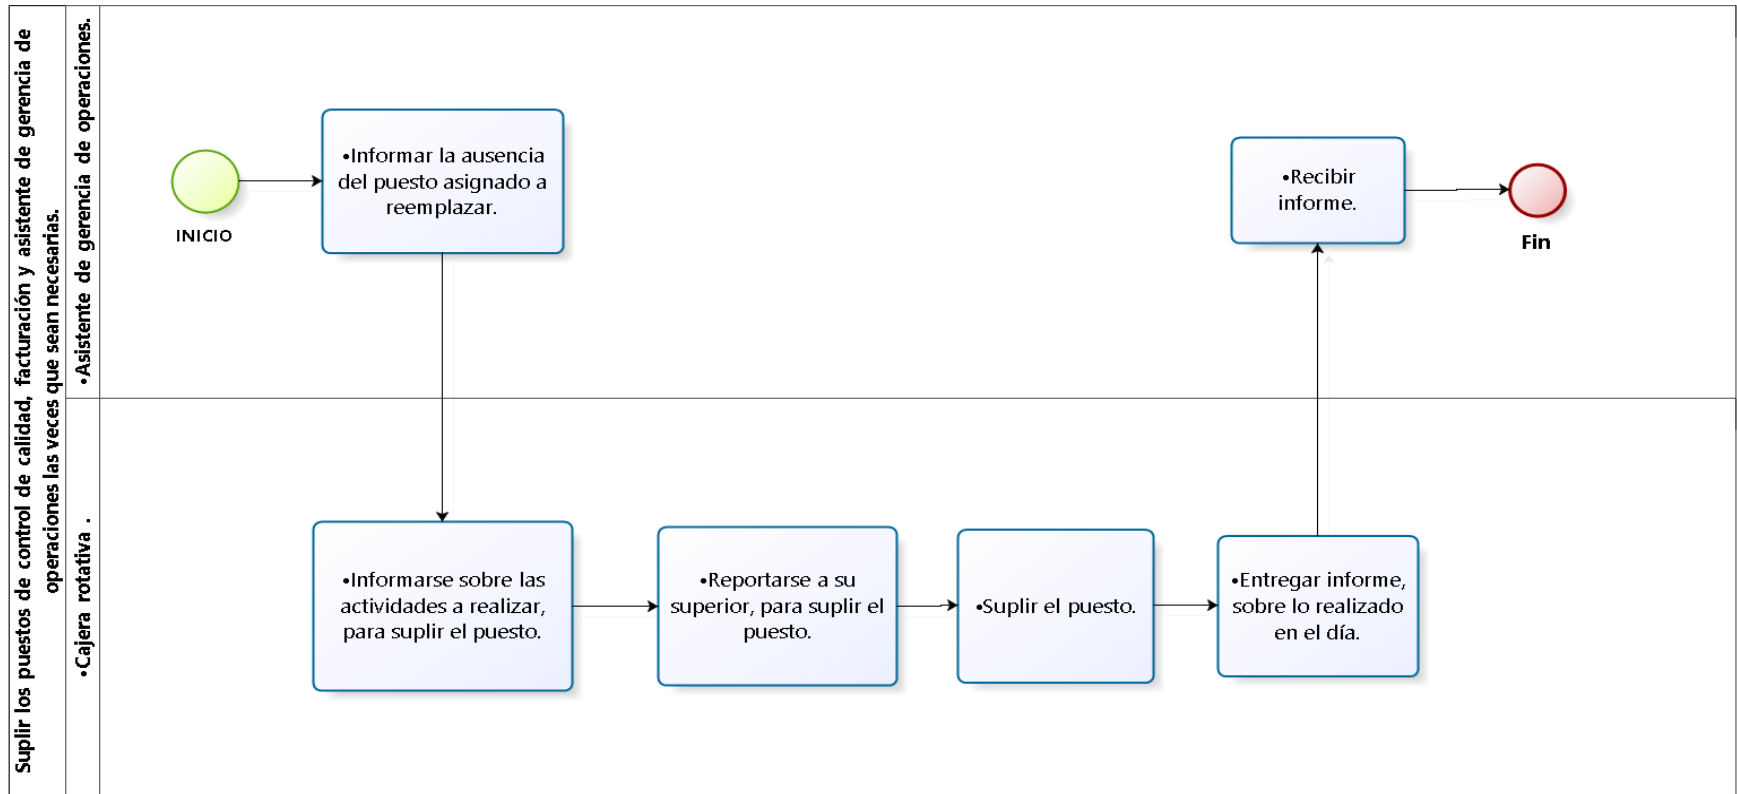 Suplir los puestos de control de calidad, facturación y asistente de gerencia de
operaciones las veces que sean necesarias.
•Asistente de gerencia de operaciones.
•Informar la ausencia
del puesto asignado a
reemplazar.
INICIO
•Recibir
informe.
Fin
•Cajera rotativa .
•Informarse sobre las
actividades a realizar,
para suplir el puesto.
•Reportarse a su
superior, para suplir el
puesto.
•Suplir el puesto.
•Entregar informe,
sobre lo realizado
en el día.